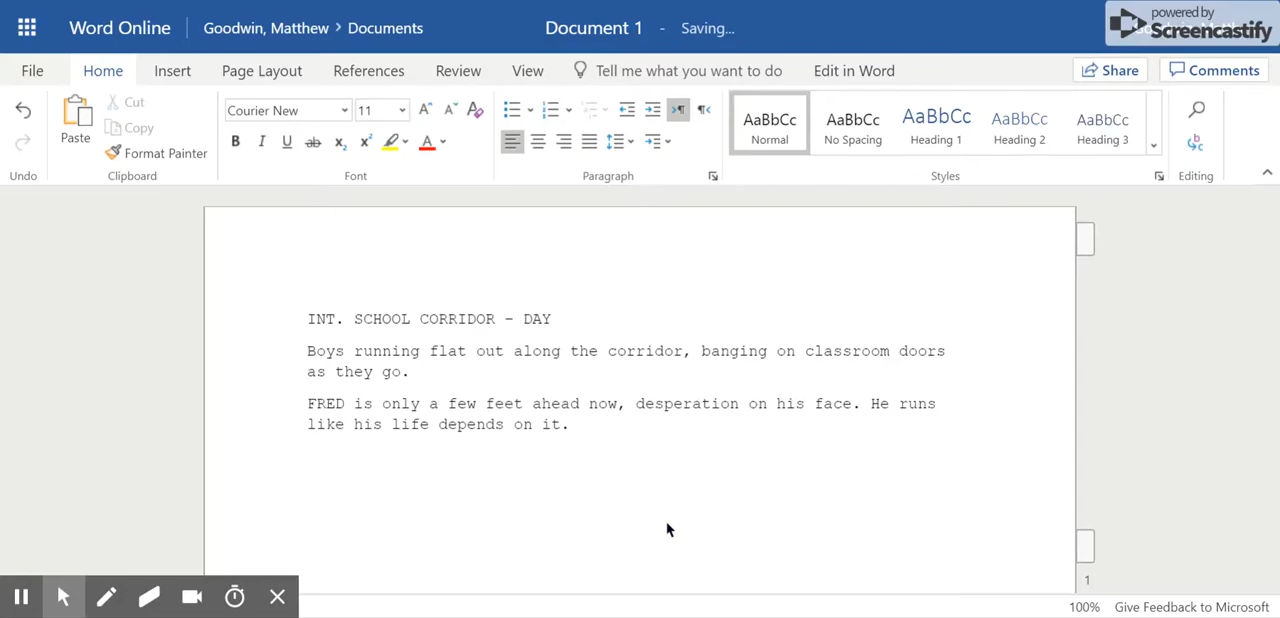 Word Online Goodwin, Matthew > Documents Document 1 - Saving... powered by
Screencastify
File Home Insert Page Layout References Review View Tell me what you want to do Edit in Word Share Comments
Courier New 11
Cut
Copy
Format Painter
Paste
AaBbCc AaBbCc AaBbCc AaBbCc AaBbCc
Normal No Spacing Heading 1 Heading 2 Heading 3
Undo Clipboard Font Paragraph Styles Editing
INT. SCHOOL CORRIDOR - DAY
Boys running flat out along the corridor, banging on classroom doors
as they go.
FRED is only a few feet ahead now, desperation on his face. He runs
like his life depends on it.
1
100% Give Feedback to Microsoft